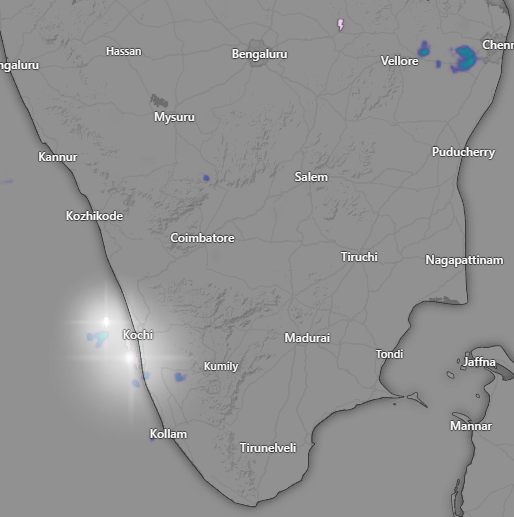 Hassan
Bengaluru
Chenn
ngaluru
Vellore
Mysuru
Kannur
Puducherry
Salem
Kozhikode
Coimbatore
Tiruchi
Nagapattinam
Kochi
Madurai
Tondi
Kumily
Jaffna
Kollam
Mannar
Tirunelveli